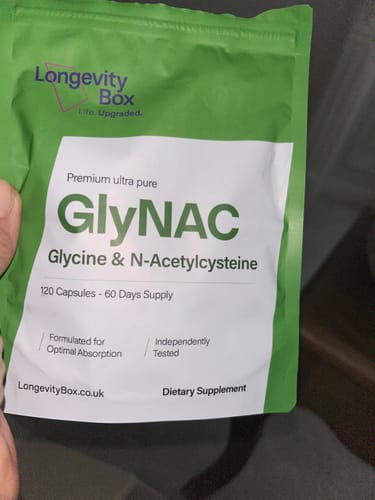 Longevity
Box
Life. Upgraded.
Premium ultra pure
GlyNAC
Glycine & N-Acetylcysteine
120 Capsules - 60 Days Supply
Formulated for
Optimal Absorption
Independently
Tested
LongevityBox.co.uk
Dietary Supplement